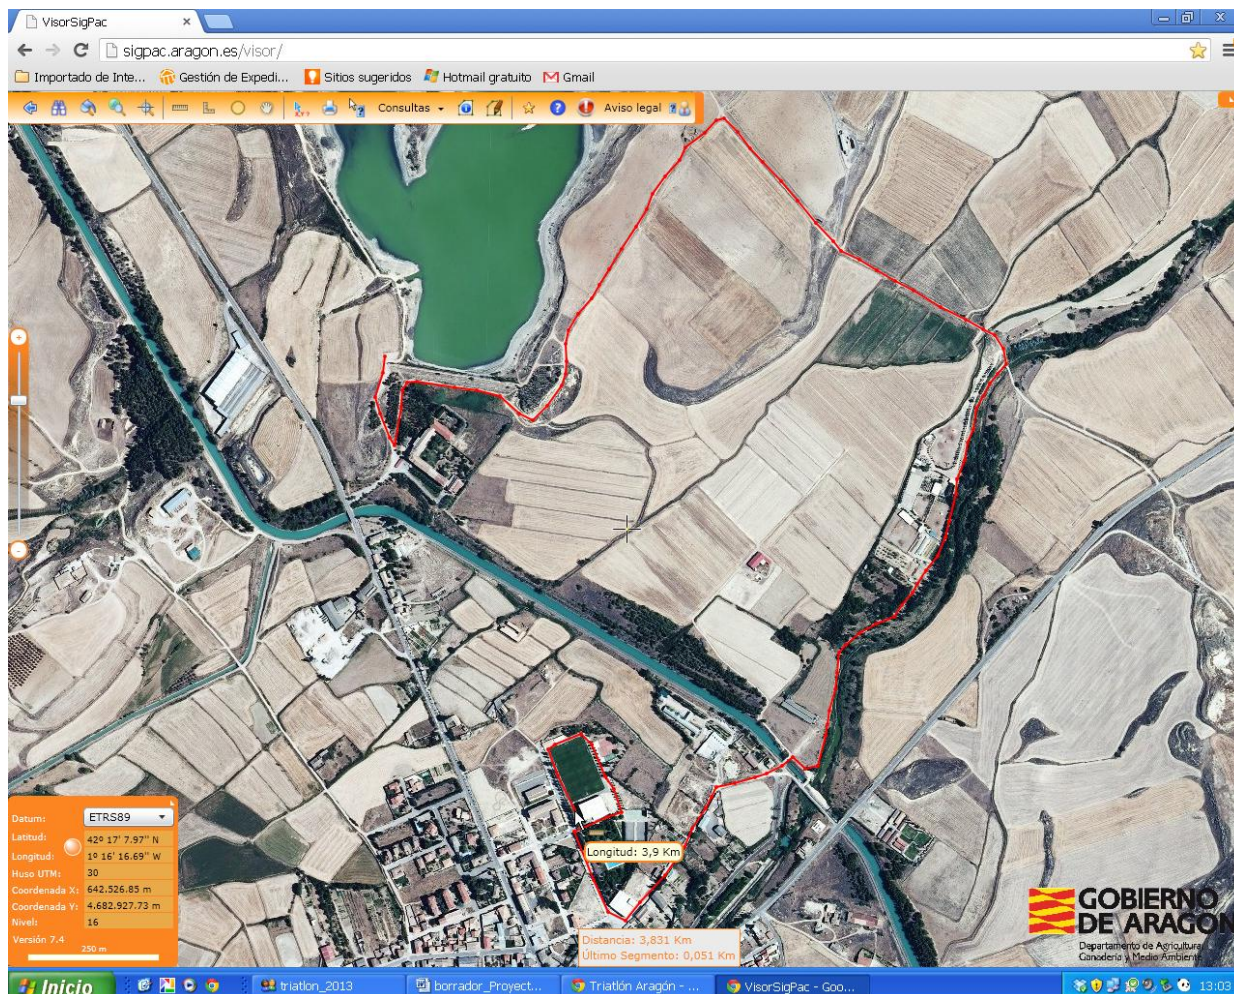 VisorSigPac
sigpac.aragon.es/visor/
Importado de Inte... Gestión de Expedi... Sitios sugeridos Hotmail gratuito Gmail
Consultas Aviso legal
Longitud: 3,9 Km
Datum: ETRS89
Latitud: 42º 17' 7.97'' N
Longitud: 1º 16' 16.69'' W
Huso UTM: 30
Coordenada X: 642.526.85 m
Coordenada Y: 4.682.927.73 m
Nivel: 16
Versión 7.4
250 m
Distancia: 3,831 Km
Último Segmento: 0,051 Km
GOBIERNO
DE ARAGON
Departamento de Agricultura,
Ganadería y Medio Ambiente
Inicio triatlon_2013 borrador_Proyect... Triatlón Aragón - ... VisorSigPac - Goo... 13:03